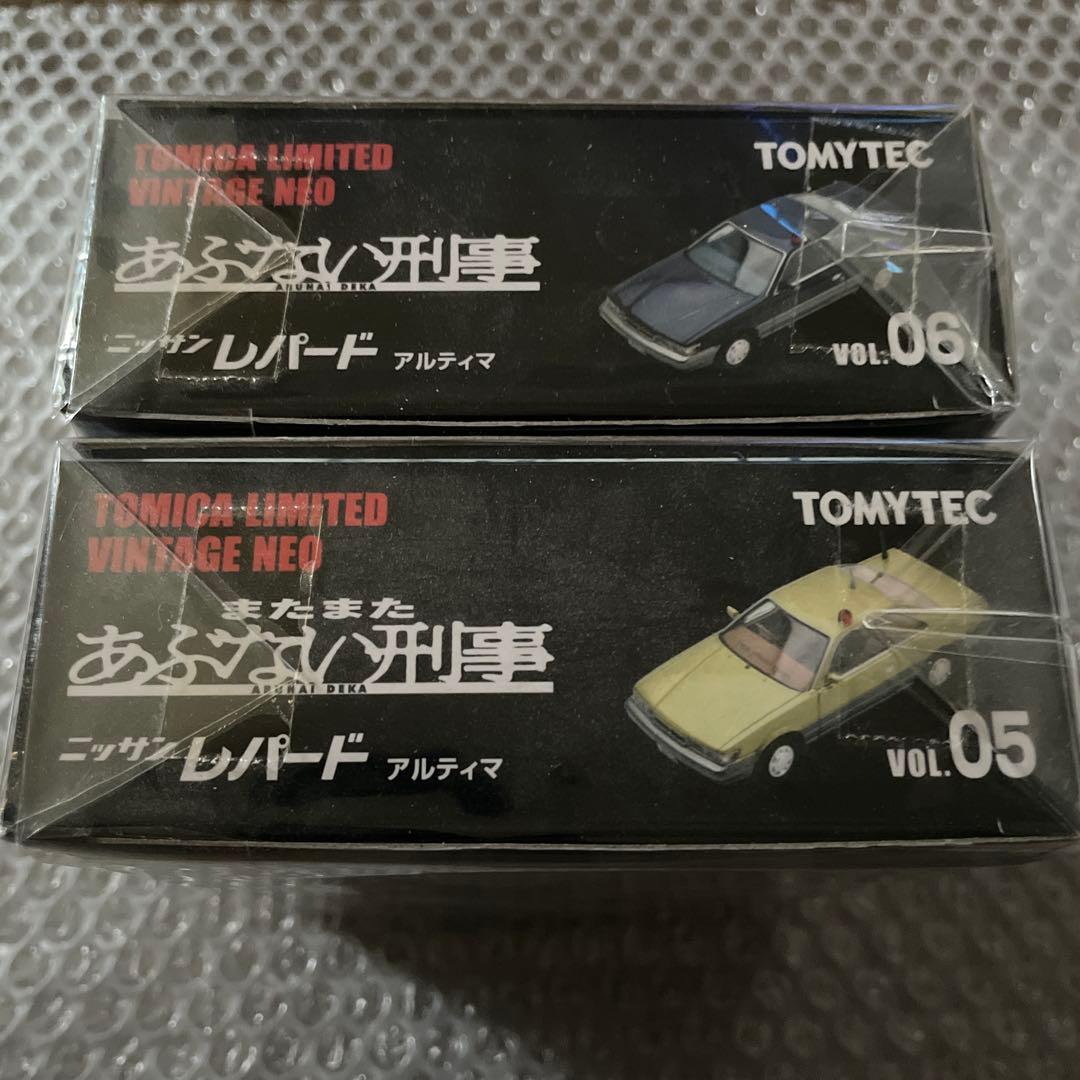 TOMICA LIMITED
VINTAGE NEO
TOMYTEC
あぶない刑事
ABUNAI DEKA
ニッサン レパード アルティマ
VOL.06
TOMICA LIMITED
VINTAGE NEO
TOMYTEC
またまた
あぶない刑事
ABUNAI DEKA
ニッサン レパード アルティマ
VOL.05